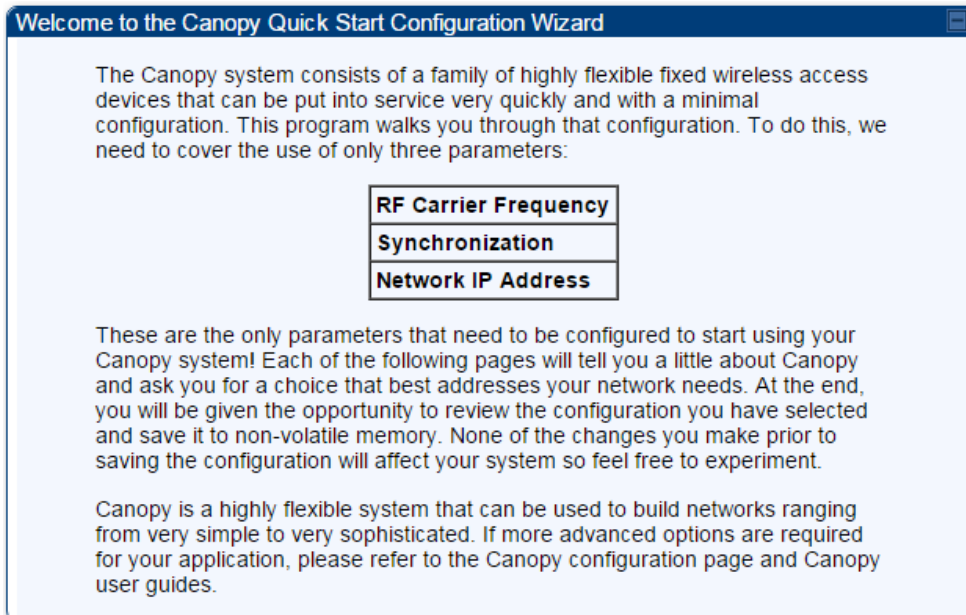 Welcome to the Canopy Quick Start Configuration Wizard
The Canopy system consists of a family of highly flexible fixed wireless access
devices that can be put into service very quickly and with a minimal
configuration. This program walks you through that configuration. To do this, we
need to cover the use of only three parameters:
RF Carrier Frequency
Synchronization
Network IP Address
These are the only parameters that need to be configured to start using your
Canopy system! Each of the following pages will tell you a little about Canopy
and ask you for a choice that best addresses your network needs. At the end,
you will be given the opportunity to review the configuration you have selected
and save it to non-volatile memory. None of the changes you make prior to
saving the configuration will affect your system so feel free to experiment.
Canopy is a highly flexible system that can be used to build networks ranging
from very simple to very sophisticated. If more advanced options are required
for your application, please refer to the Canopy configuration page and Canopy
user guides.